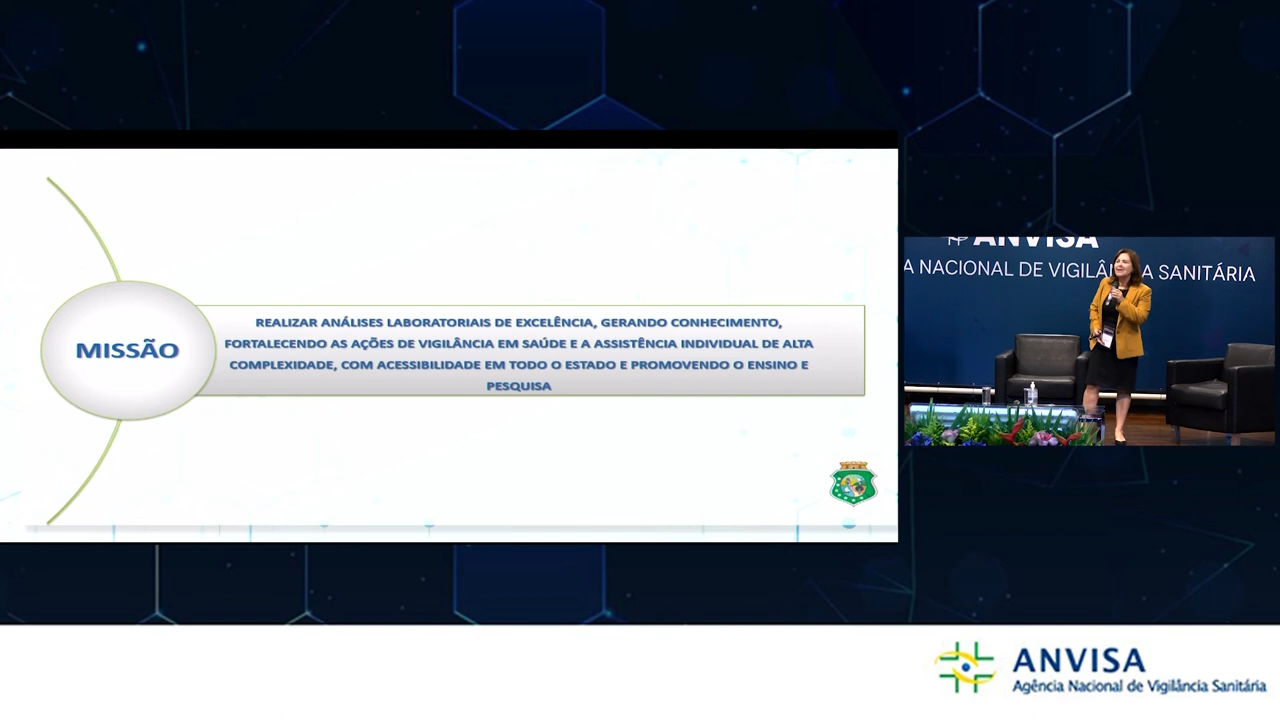 MISSÃO
REALIZAR ANÁLISES LABORATORIAIS DE EXCELÊNCIA, GERANDO CONHECIMENTO,
FORTALECENDO AS AÇÕES DE VIGILÂNCIA EM SAÚDE E A ASSISTÊNCIA INDIVIDUAL DE ALTA
COMPLEXIDADE, COM ACESSIBILIDADE EM TODO O ESTADO E PROMOVENDO O ENSINO E
PESQUISA
ANVISA
A NACIONAL DE VIGILÂ A SANITÁRIA
ANVISA
Agência Nacional de Vigilância Sanitária